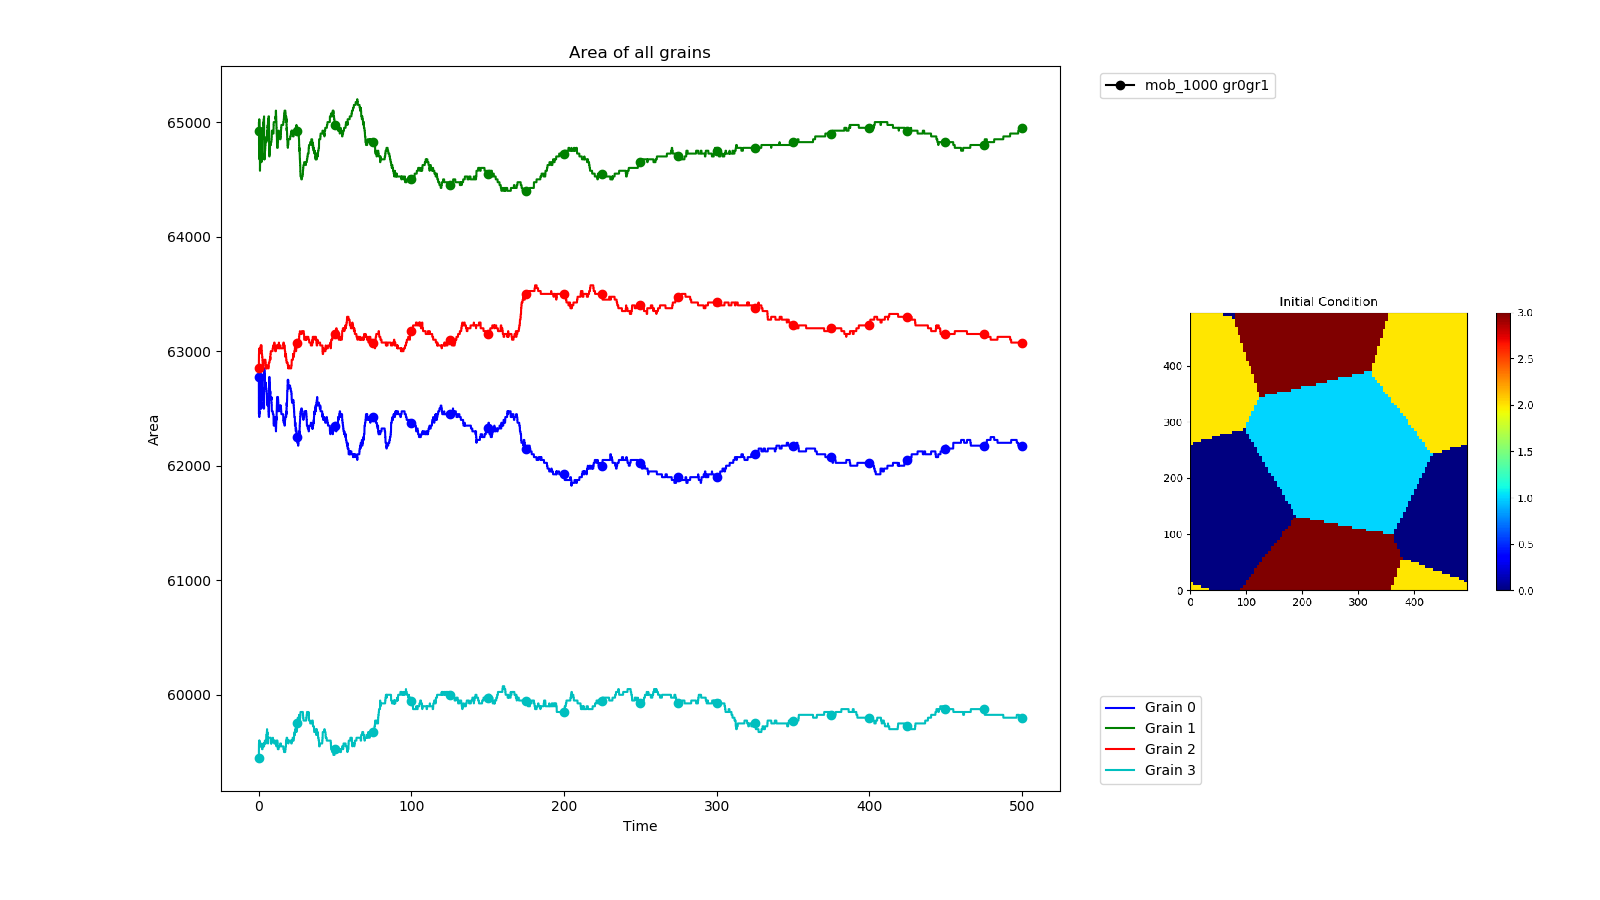 Area of all grains
65000
64000
63000
62000
61000
60000
Area
0 100 200 300 400 500
Time
mob_1000 gr0gr1
Initial Condition
400
300
200
100
0
0 100 200 300 400
3.0
2.5
2.0
1.5
1.0
0.5
0.0
Grain 0
Grain 1
Grain 2
Grain 3